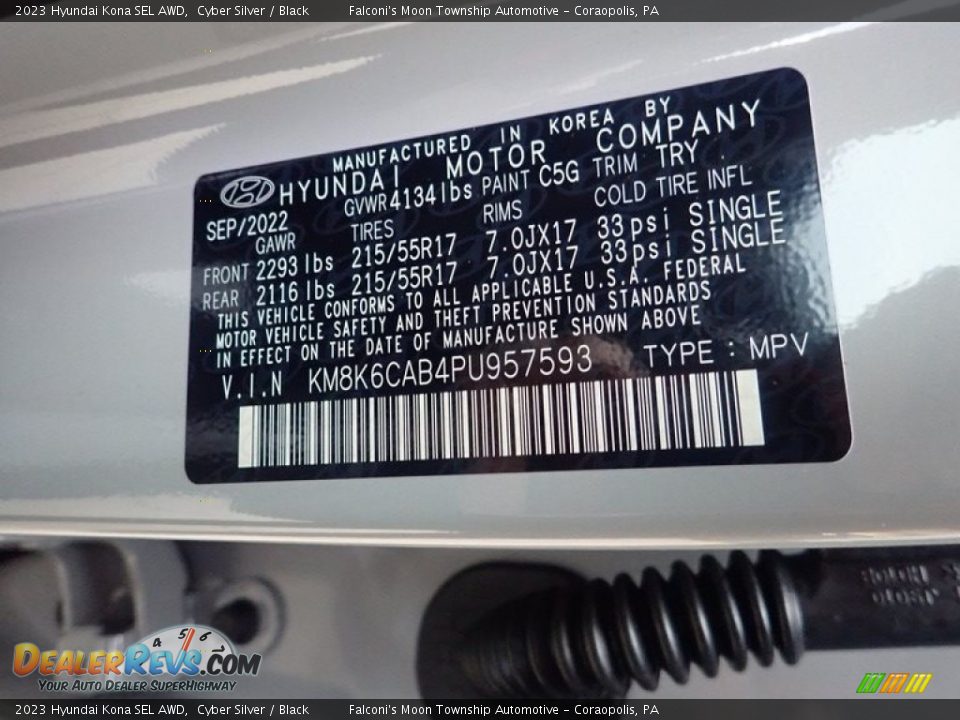 2023 Hyundai Kona SEL AWD, Cyber Silver / Black Falconi's Moon Township Automotive - Coraopolis, PA
MANUFACTURED IN KOREA BY
HYUNDAI MOTOR COMPANY
SEP/2022 GVWR 4134 lbs PAINT C5G TRIM TRY
GAWR TIRES RIMS COLD TIRE INFL
FRONT 2293 lbs 215/55R17 7.0JX17 33 psi SINGLE
REAR 2116 lbs 215/55R17 7.0JX17 33 psi SINGLE
THIS VEHICLE CONFORMS TO ALL APPLICABLE U.S.A. FEDERAL
MOTOR VEHICLE SAFETY AND THEFT PREVENTION STANDARDS
IN EFFECT ON THE DATE OF MANUFACTURE SHOWN ABOVE
V.I.N KM8K6CAB4PU957593 TYPE : MPV
4 5 6
DEALERREVS.COM
YOUR AUTO DEALER SUPERHIGHWAY
2023 Hyundai Kona SEL AWD, Cyber Silver / Black Falconi's Moon Township Automotive - Coraopolis, PA